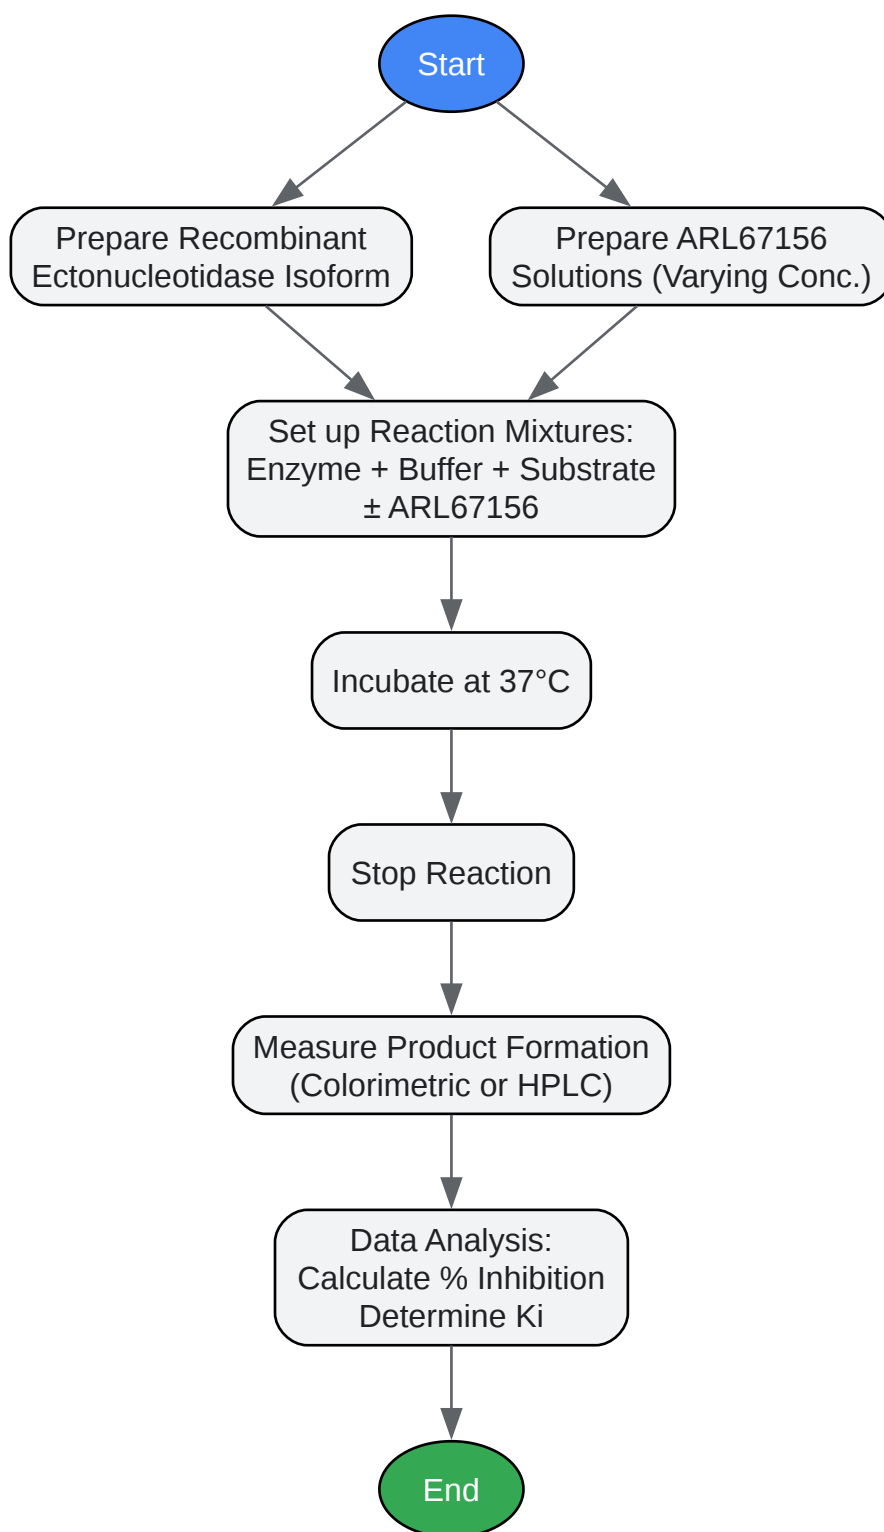 Start
Prepare Recombinant
Ectonucleotidase Isoform
Prepare ARL67156
Solutions (Varying Conc.)
Set up Reaction Mixtures:
Enzyme + Buffer + Substrate
± ARL67156
Incubate at 37°C
Stop Reaction
Measure Product Formation
(Colorimetric or HPLC)
Data Analysis:
Calculate % Inhibition
Determine Ki
End